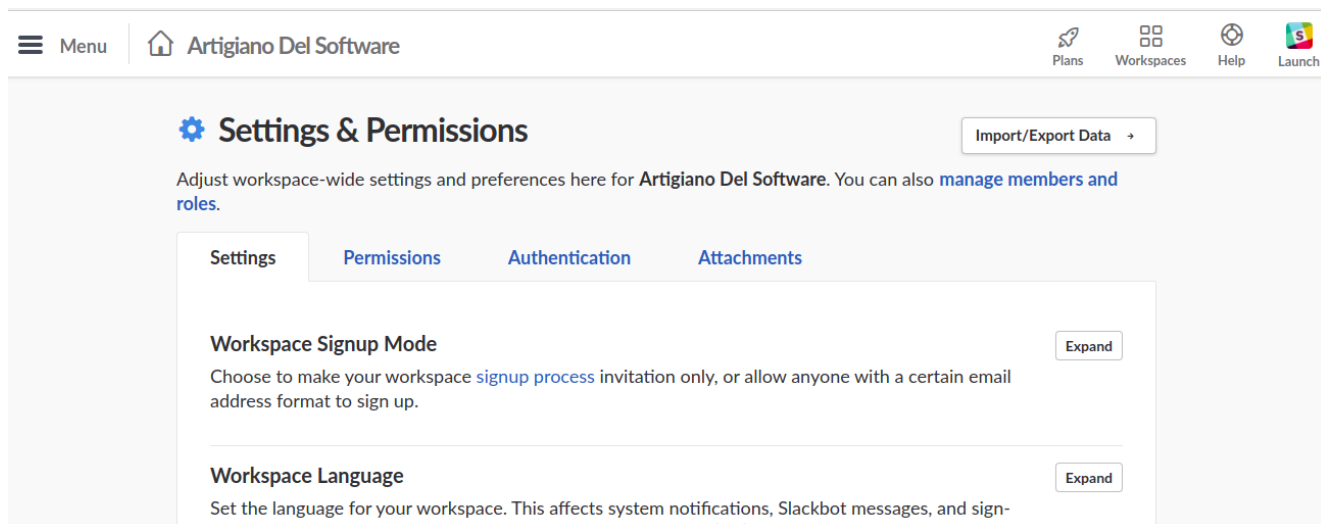 Menu
Artigiano Del Software
Plans
Workspaces
Help
Launch
Settings & Permissions
Import/Export Data →
Adjust workspace-wide settings and preferences here for Artigiano Del Software. You can also manage members and
roles.
Settings
Permissions
Authentication
Attachments
Workspace Signup Mode
Expand
Choose to make your workspace signup process invitation only, or allow anyone with a certain email
address format to sign up.
Workspace Language
Expand
Set the language for your workspace. This affects system notifications, Slackbot messages, and sign-